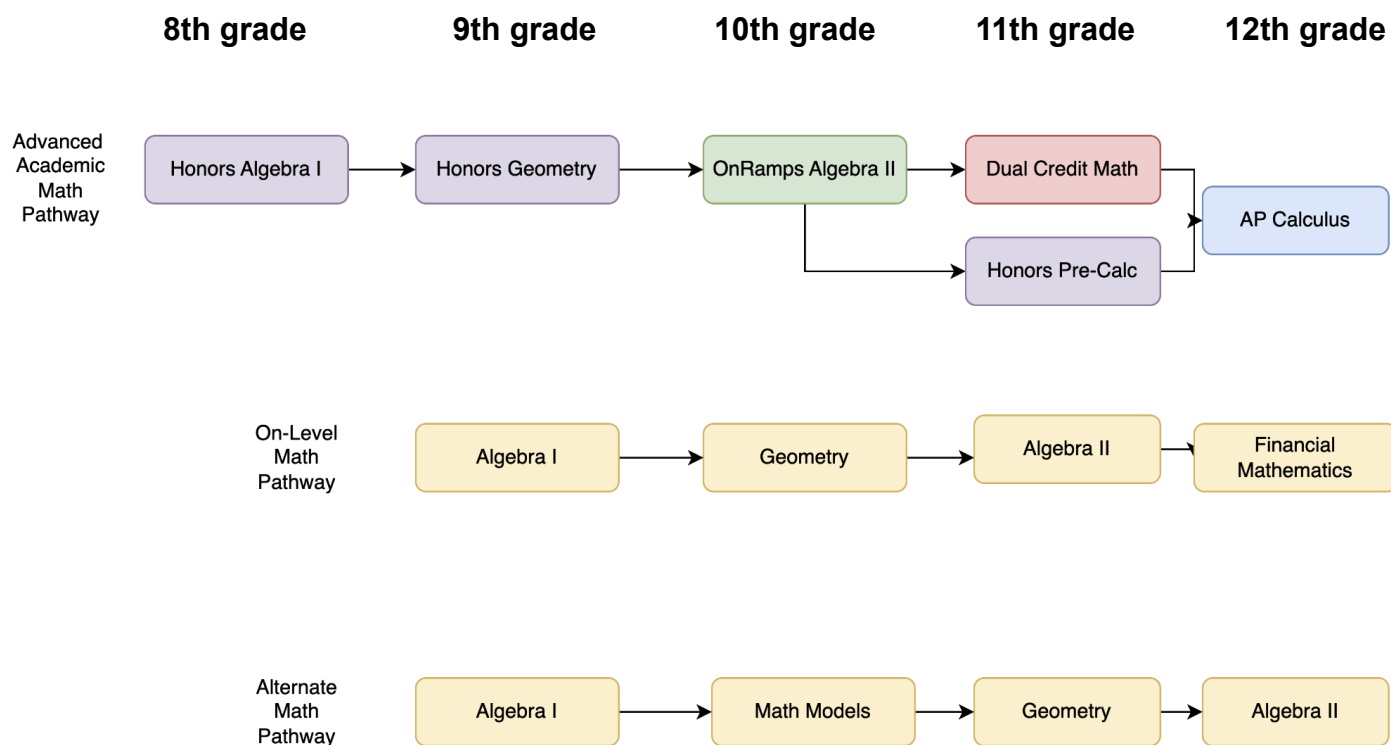 8th grade
9th grade
10th grade
11th grade
12th grade
Advanced
Academic
Math
Pathway
Honors Algebra I
Honors Geometry
OnRamps Algebra II
Dual Credit Math
Honors Pre-Calc
AP Calculus
On-Level
Math
Pathway
Algebra I
Geometry
Algebra II
Financial
Mathematics
Alternate
Math
Pathway
Algebra I
Math Models
Geometry
Algebra II